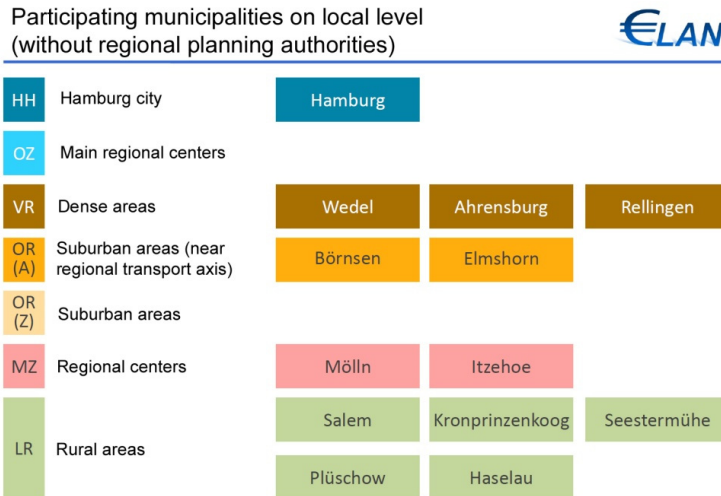 Participating municipalities on local level
(without regional planning authorities)
€LAN
HH Hamburg city Hamburg
OZ Main regional centers
VR Dense areas Wedel Ahrensburg Rellingen
OR
(A)
Suburban areas (near
regional transport axis)
Börnsen Elmshorn
OR
(Z)
Suburban areas
MZ Regional centers Mölln Itzehoe
LR Rural areas
Salem Kronprinzenkoog Seestermühe
Plüschow Haselau